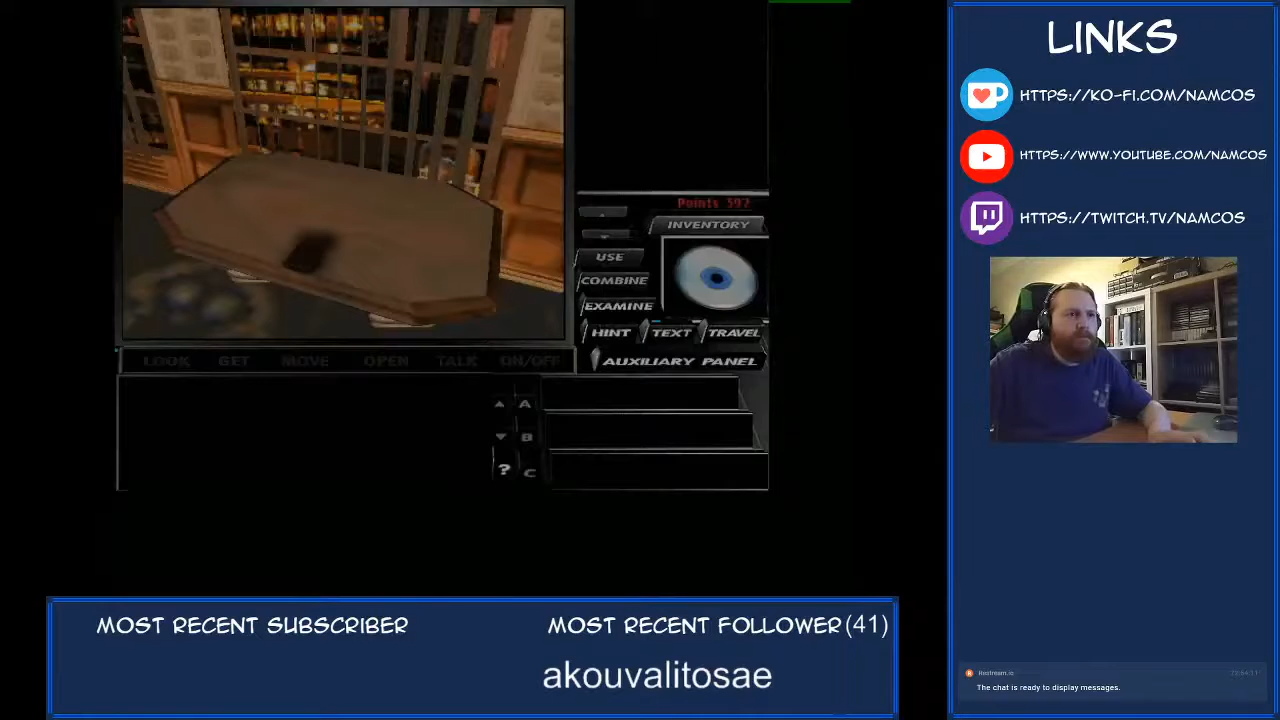 LINKS
HTTPS://KO-FI.COM/NAMCOS
HTTPS://WWW.YOUTUBE.COM/NAMCOS
HTTPS://TWITCH.TV/NAMCOS
Points 592
INVENTORY
USE
COMBINE
EXAMINE
HINT TEXT TRAVEL
AUXILIARY PANEL
LOOK GET MOVE OPEN TALK ON/OFF
A
B
? C
MOST RECENT SUBSCRIBER
MOST RECENT FOLLOWER (41)
akouvalitosae
Restream.io
The chat is ready to display messages.